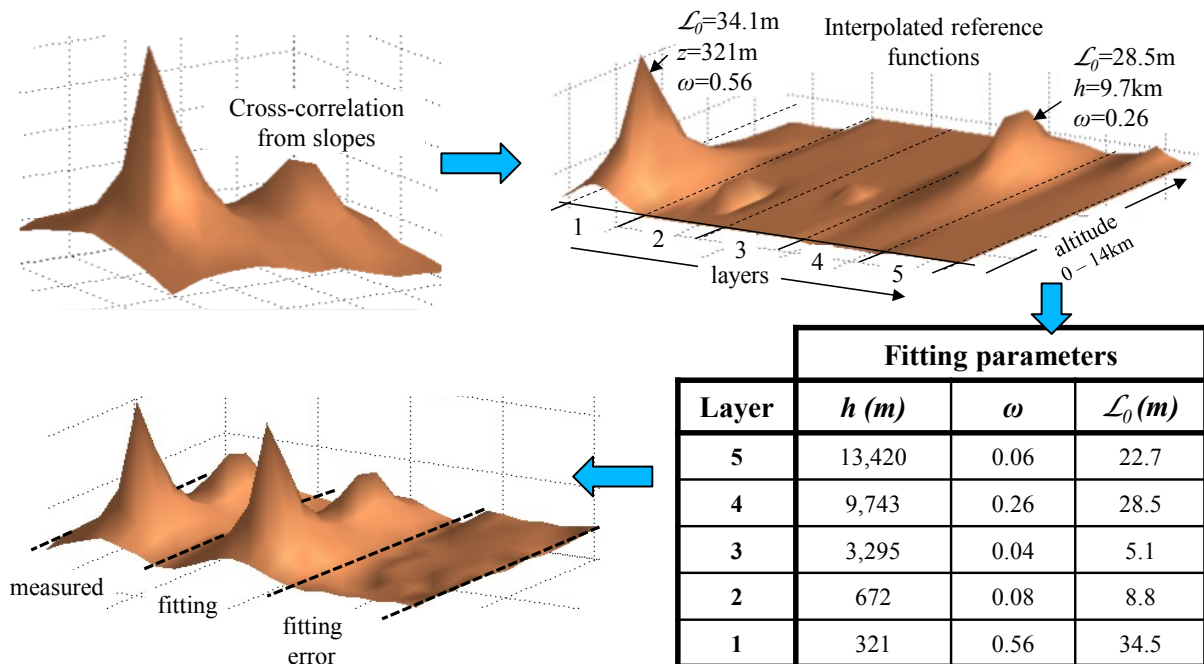 Cross-correlation
from slopes
ℒ0=34.1m
z=321m
ω=0.56
Interpolated reference
functions
ℒ0=28.5m
h=9.7km
ω=0.26
1
2
3
4
5
layers
altitude
0 – 14km
Fitting parameters
Layer h (m) ω ℒ0 (m)
5 13,420 0.06 22.7
4 9,743 0.26 28.5
3 3,295 0.04 5.1
2 672 0.08 8.8
1 321 0.56 34.5
measured
fitting
fitting
error